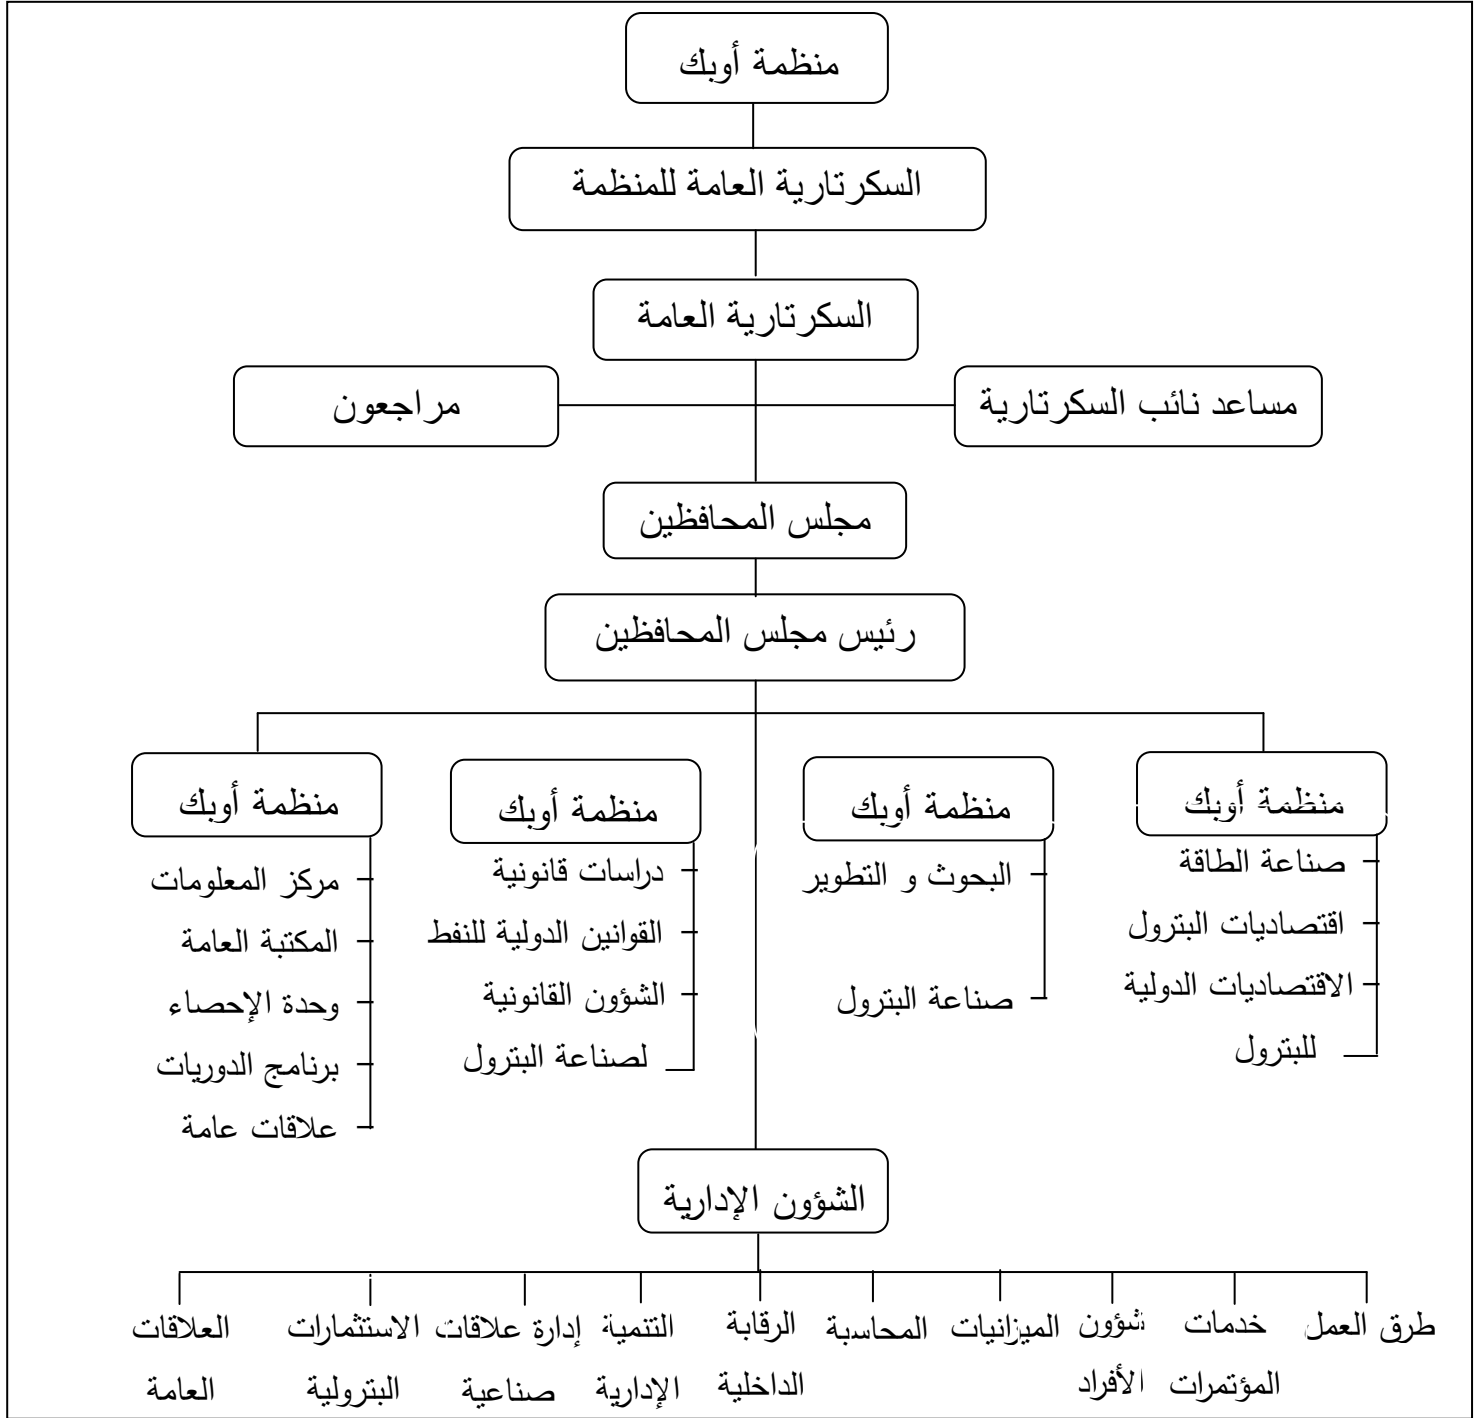 منظمة أوبك
السكرتارية العامة للمنظمة
السكرتارية العامة
مساعد نائب السكرتارية
مراجعون
مجلس المحافظين
رئيس مجلس المحافظين
منظمة أوبك
- صناعة الطاقة
- اقتصاديات البترول
- الاقتصاديات الدولية
للبترول
منظمة أوبك
- البحوث و التطوير
- صناعة البترول
منظمة أوبك
- دراسات قانونية
- القوانين الدولية للنفط
- الشؤون القانونية
لصناعة البترول
منظمة أوبك
- مركز المعلومات
- المكتبة العامة
- وحدة الإحصاء
- برنامج الدوريات
- علاقات عامة
الشؤون الإدارية
طرق العمل
خدمات
المؤتمرات
شؤون
الأفراد
الميزانيات
المحاسبة
الرقابة
الداخلية
التنمية
الإدارية
إدارة علاقات
صناعية
الاستثمارات
البترولية
العلاقات
العامة